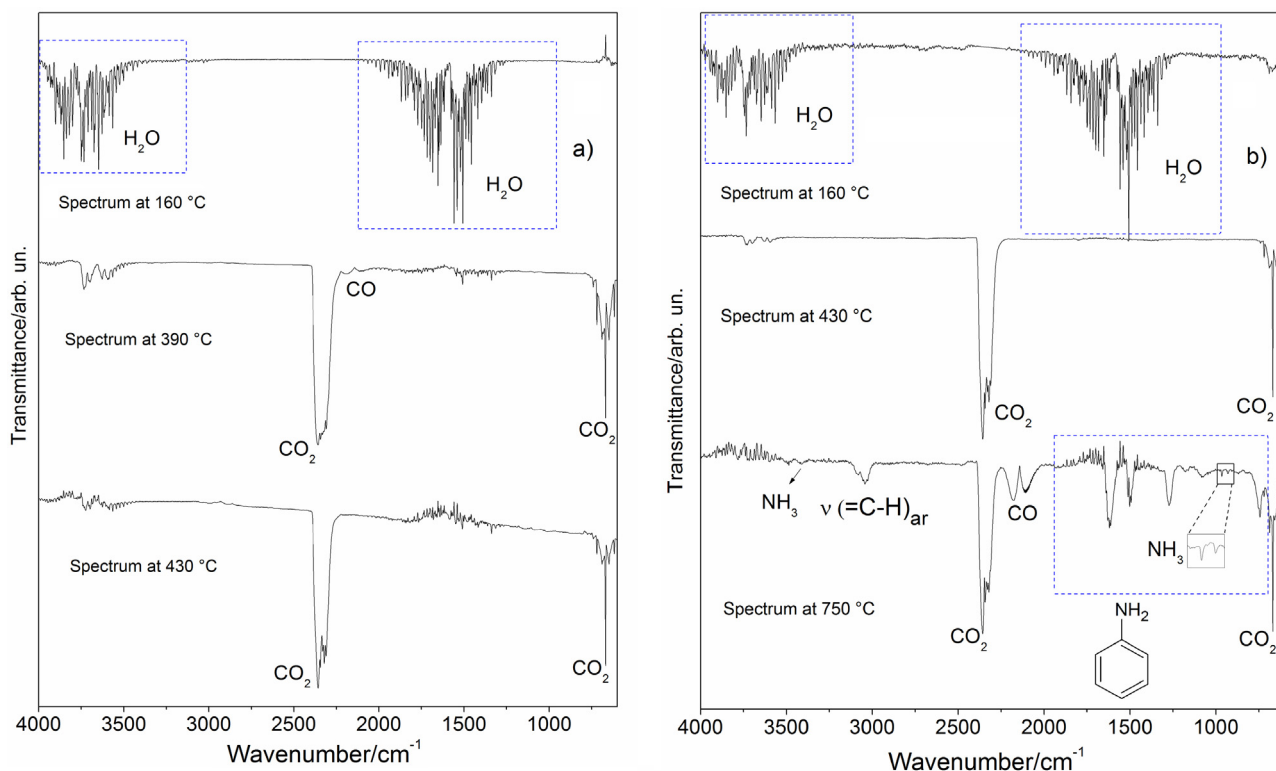 a)
H2O
H2O
Spectrum at 160 °C
CO
Spectrum at 390 °C
CO2
CO2
Spectrum at 430 °C
CO2
CO2
4000 3500 3000 2500 2000 1500 1000
Wavenumber/cm-1
Transmittance/arb. un.
b)
H2O
H2O
Spectrum at 160 °C
Spectrum at 430 °C
CO2
CO2
NH3
ν (=C-H)ar
CO
NH3
Spectrum at 750 °C
CO2
NH2
CO2
4000 3500 3000 2500 2000 1500 1000
Wavenumber/cm-1
Transmittance/arb. un.